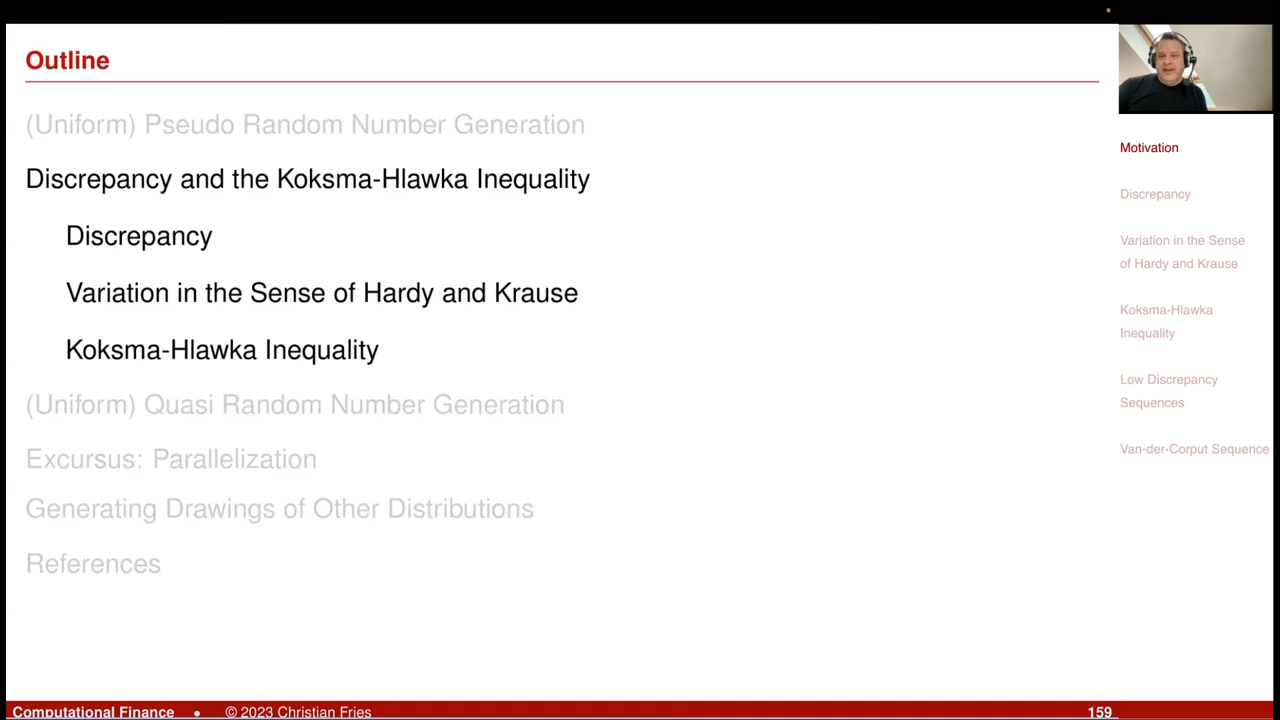 Outline
(Uniform) Pseudo Random Number Generation
Discrepancy and the Koksma-Hlawka Inequality
Discrepancy
Variation in the Sense of Hardy and Krause
Koksma-Hlawka Inequality
(Uniform) Quasi Random Number Generation
Excursus: Parallelization
Generating Drawings of Other Distributions
References
Motivation
Discrepancy
Variation in the Sense
of Hardy and Krause
Koksma-Hlawka
Inequality
Low Discrepancy
Sequences
Van-der-Corput Sequence
Computational Finance • © 2023 Christian Fries 159